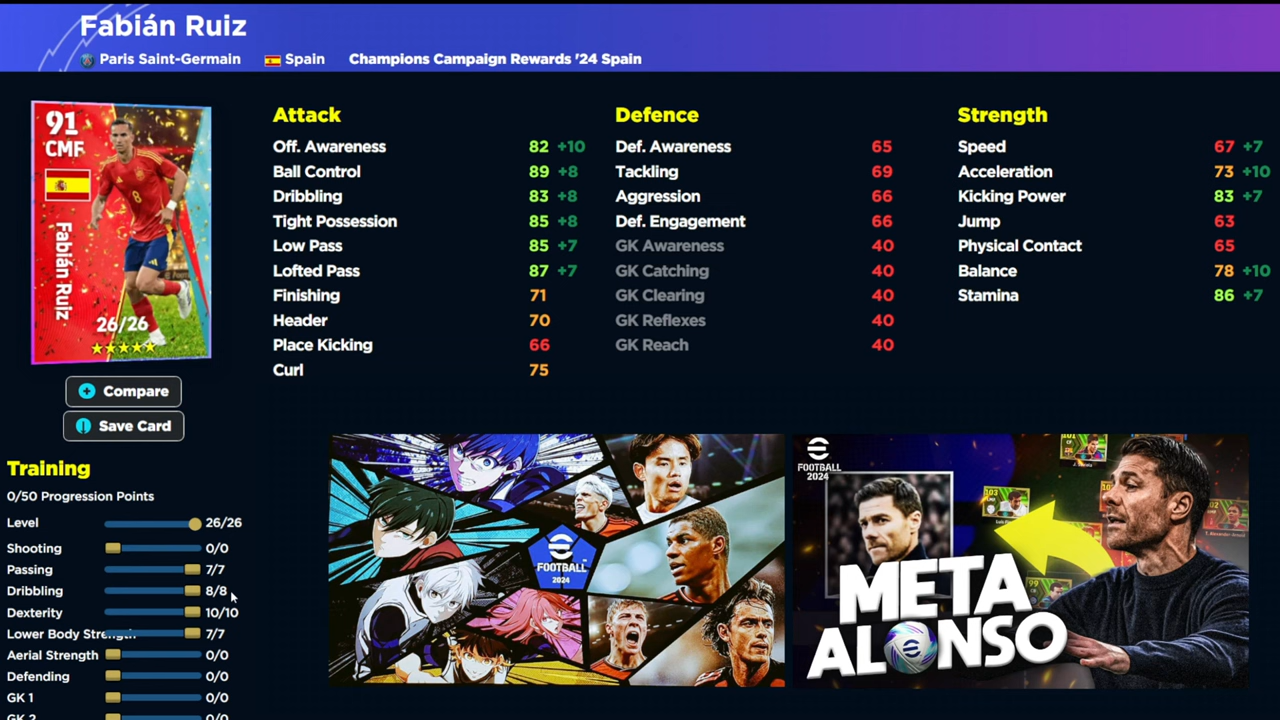 Fabián Ruiz
Paris Saint-Germain Spain Champions Campaign Rewards '24 Spain
91
CMF
Fabián Ruiz
26/26
Compare
Save Card
Attack
Off. Awareness 82 +10
Ball Control 89 +8
Dribbling 83 +8
Tight Possession 85 +8
Low Pass 85 +7
Lofted Pass 87 +7
Finishing 71
Header 70
Place Kicking 66
Curl 75
Defence
Def. Awareness 65
Tackling 69
Aggression 66
Def. Engagement 66
GK Awareness 40
GK Catching 40
GK Clearing 40
GK Reflexes 40
GK Reach 40
Strength
Speed 67 +7
Acceleration 73 +10
Kicking Power 83 +7
Jump 63
Physical Contact 65
Balance 78 +10
Stamina 86 +7
Training
0/50 Progression Points
Level 26/26
Shooting 0/0
Passing 7/7
Dribbling 8/8
Dexterity 10/10
Lower Body Strength 7/7
Aerial Strength 0/0
Defending 0/0
GK 1 0/0
GK 2 0/0
FOOTBALL
2024
FOOTBALL
2024
103
99
102
META
ALONSO